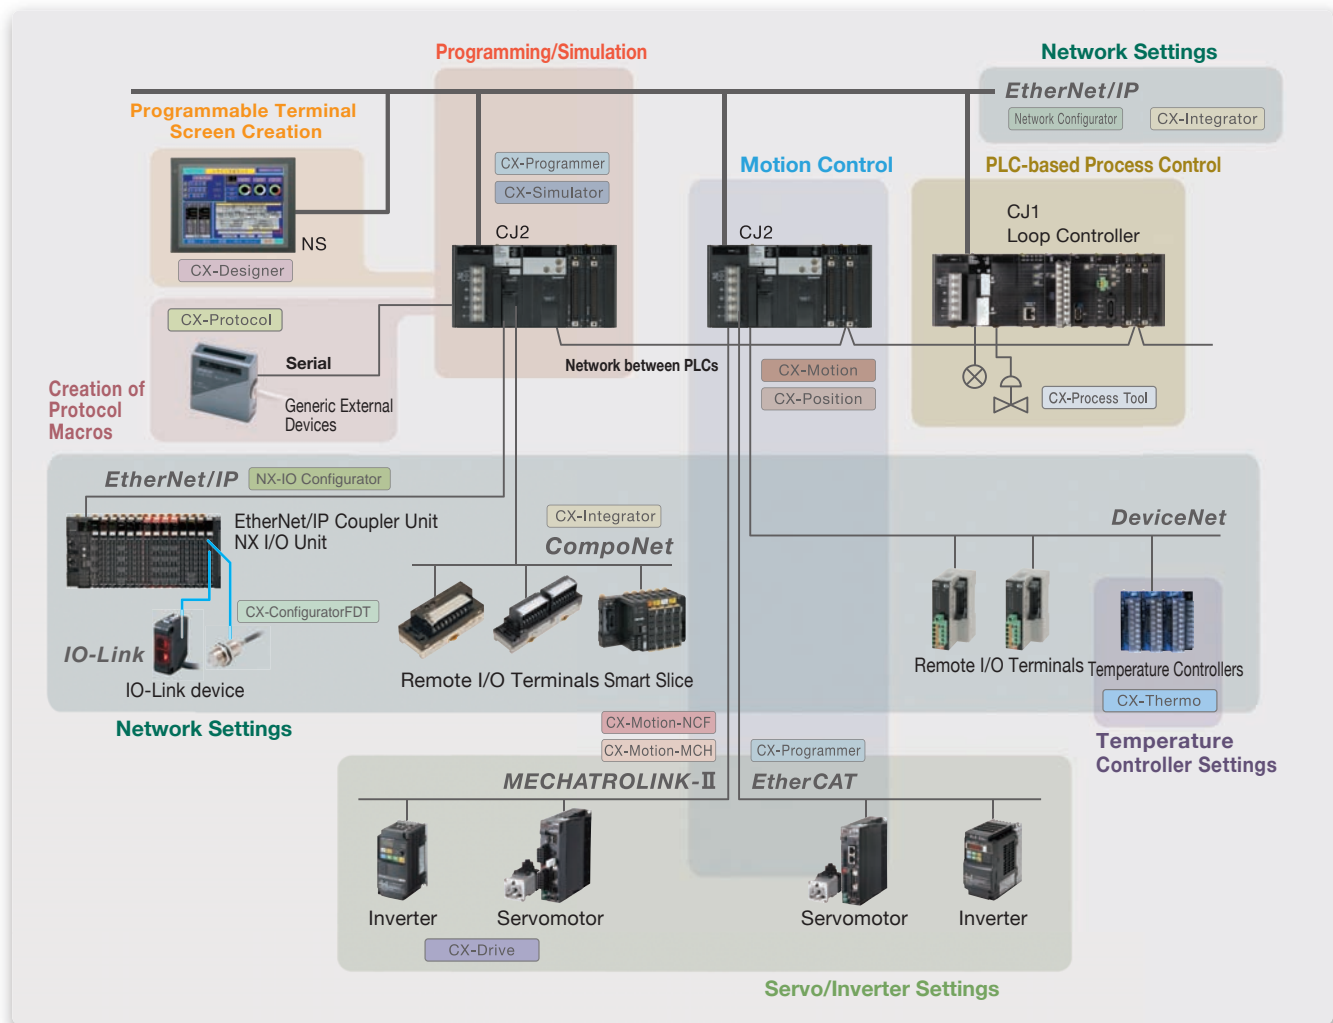 Programming/Simulation
Network Settings
EtherNet/IP
Network Configurator
CX-Integrator
Programmable Terminal
Screen Creation
CX-Programmer
CX-Simulator
Motion Control
PLC-based Process Control
CJ2
CJ2
CJ1
Loop Controller
NS
CX-Designer
CX-Protocol
Serial
Generic External
Devices
Creation of
Protocol
Macros
Network between PLCs
CX-Motion
CX-Position
CX-Process Tool
EtherNet/IP
NX-IO Configurator
EtherNet/IP Coupler Unit
NX I/O Unit
CX-Integrator
CompoNet
DeviceNet
CX-ConfiguratorFDT
IO-Link
IO-Link device
Remote I/O Terminals
Smart Slice
Remote I/O Terminals
Temperature Controllers
CX-Thermo
Network Settings
CX-Motion-NCF
CX-Motion-MCH
CX-Programmer
Temperature
Controller Settings
MECHATROLINK-II
EtherCAT
Inverter
Servomotor
Servomotor
Inverter
CX-Drive
Servo/Inverter Settings